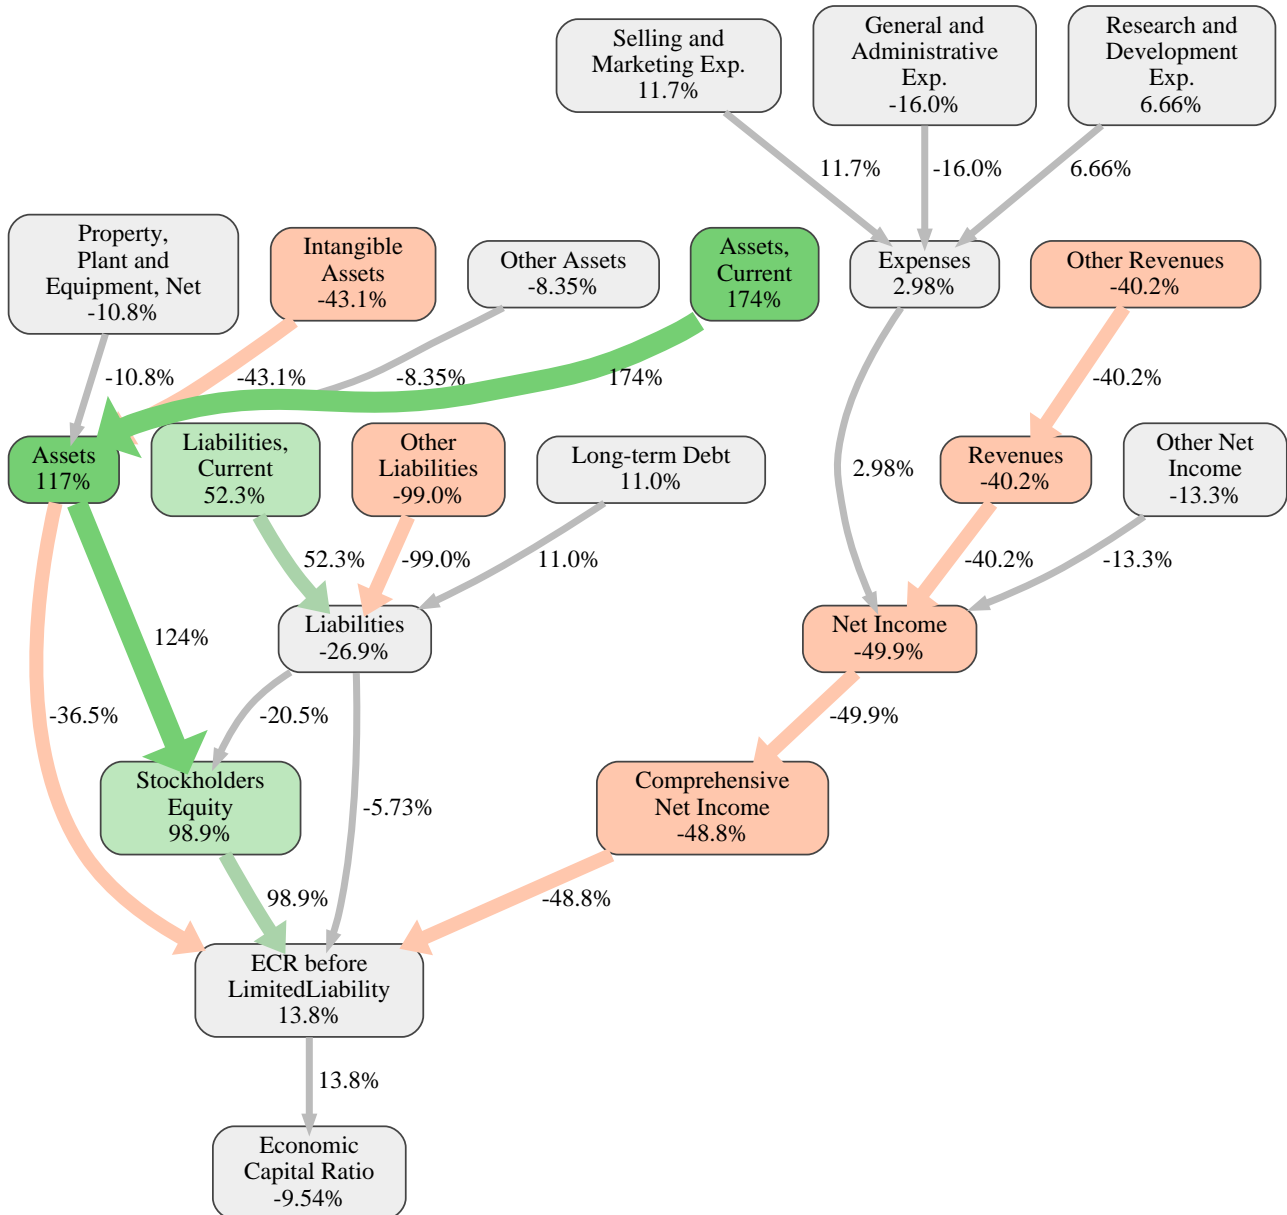 Selling and
Marketing Exp.
11.7%
General and
Administrative
Exp.
-16.0%
Research and
Development
Exp.
6.66%
11.7%
-16.0%
6.66%
Property,
Plant and
Equipment, Net
-10.8%
Intangible
Assets
-43.1%
Other Assets
-8.35%
Assets,
Current
174%
Expenses
2.98%
Other Revenues
-40.2%
-10.8%
-43.1%
-8.35%
174%
-40.2%
Assets
117%
Liabilities,
Current
52.3%
Other
Liabilities
-99.0%
Long-term Debt
11.0%
2.98%
Revenues
-40.2%
Other Net
Income
-13.3%
52.3%
-99.0%
11.0%
-40.2%
-13.3%
124%
Liabilities
-26.9%
Net Income
-49.9%
-36.5%
-20.5%
-49.9%
Stockholders
Equity
98.9%
-5.73%
Comprehensive
Net Income
-48.8%
98.9%
-48.8%
ECR before
LimitedLiability
13.8%
13.8%
Economic
Capital Ratio
-9.54%